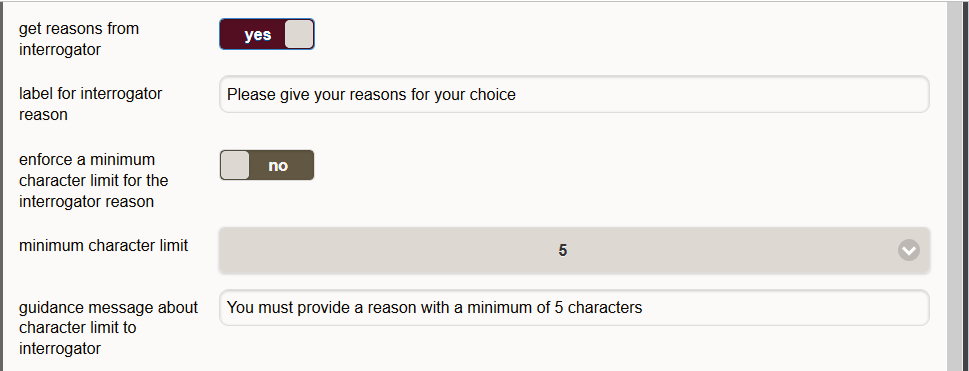 get reasons from
interrogator
yes
label for interrogator
reason
Please give your reasons for your choice
enforce a minimum
character limit for the
interrogator reason
no
minimum character limit
5
guidance message about
character limit to
interrogator
You must provide a reason with a minimum of 5 characters